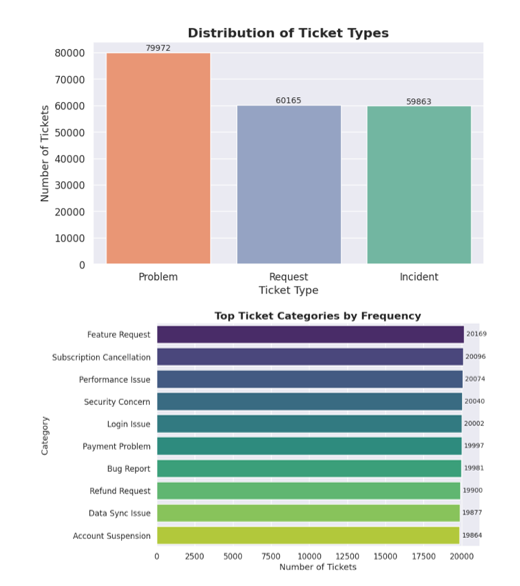 Distribution of Ticket Types
Number of Tickets
80000
70000
60000
50000
40000
30000
20000
10000
0
79972
60165
59863
Problem
Request
Incident
Ticket Type
Top Ticket Categories by Frequency
Category
Feature Request 20169
Subscription Cancellation 20096
Performance Issue 20074
Security Concern 20040
Login Issue 20002
Payment Problem 19997
Bug Report 19981
Refund Request 19900
Data Sync Issue 19877
Account Suspension 19864
0 2500 5000 7500 10000 12500 15000 17500 20000
Number of Tickets